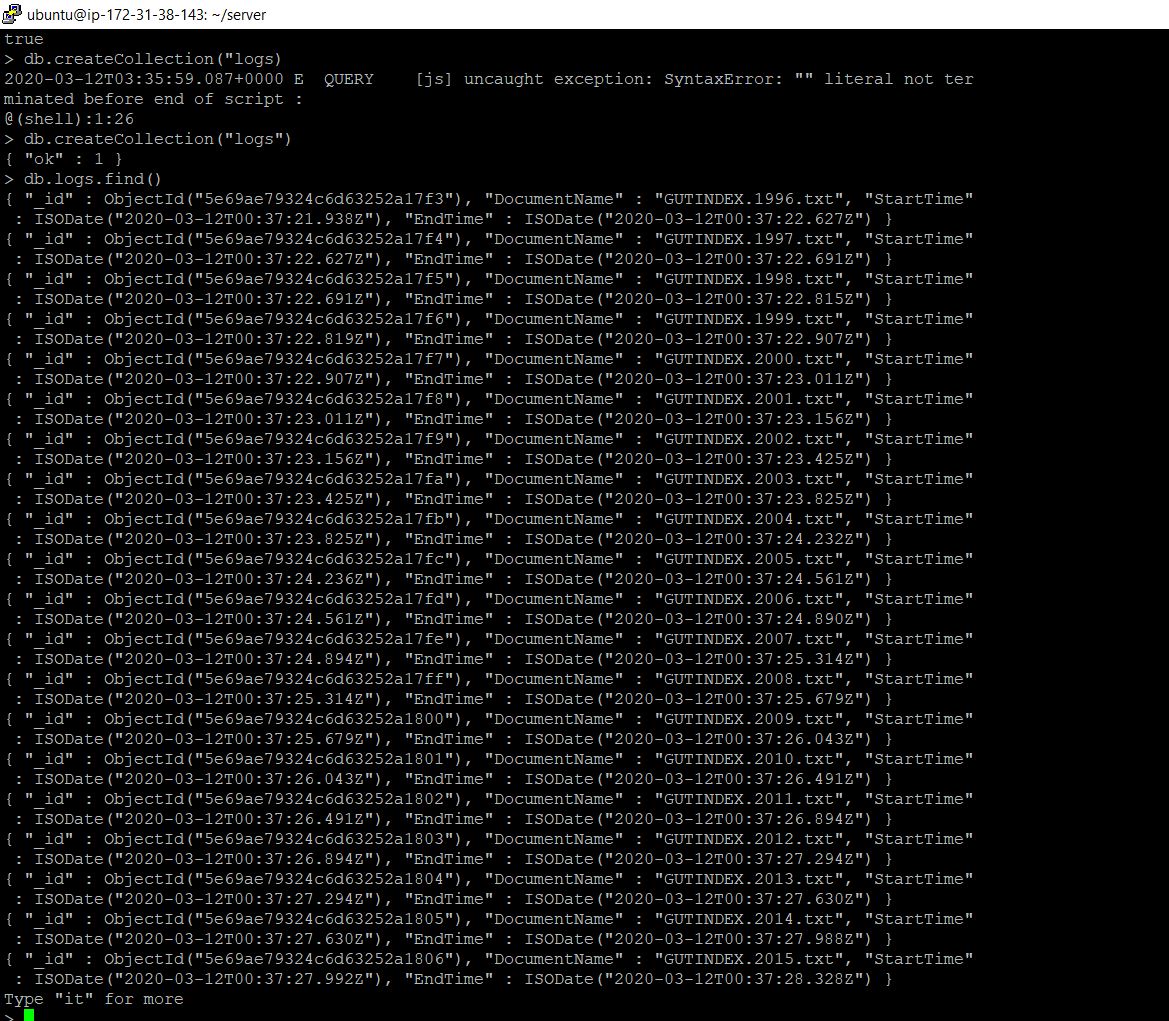 ubuntu@ip-172-31-38-143: ~/server
true
> db.createCollection("logs)
2020-03-12T03:35:59.087+0000 E  QUERY    [js] uncaught exception: SyntaxError: "" literal not ter
minated before end of script :
@(shell):1:26
> db.createCollection("logs")
{ "ok" : 1 }
> db.logs.find()
{ "_id" : ObjectId("5e69ae79324c6d63252a17f3"), "DocumentName" : "GUTINDEX.1996.txt", "StartTime"
 : ISODate("2020-03-12T00:37:21.938Z"), "EndTime" : ISODate("2020-03-12T00:37:22.627Z") }
{ "_id" : ObjectId("5e69ae79324c6d63252a17f4"), "DocumentName" : "GUTINDEX.1997.txt", "StartTime"
 : ISODate("2020-03-12T00:37:22.627Z"), "EndTime" : ISODate("2020-03-12T00:37:22.691Z") }
{ "_id" : ObjectId("5e69ae79324c6d63252a17f5"), "DocumentName" : "GUTINDEX.1998.txt", "StartTime"
 : ISODate("2020-03-12T00:37:22.691Z"), "EndTime" : ISODate("2020-03-12T00:37:22.815Z") }
{ "_id" : ObjectId("5e69ae79324c6d63252a17f6"), "DocumentName" : "GUTINDEX.1999.txt", "StartTime"
 : ISODate("2020-03-12T00:37:22.819Z"), "EndTime" : ISODate("2020-03-12T00:37:22.907Z") }
{ "_id" : ObjectId("5e69ae79324c6d63252a17f7"), "DocumentName" : "GUTINDEX.2000.txt", "StartTime"
 : ISODate("2020-03-12T00:37:22.907Z"), "EndTime" : ISODate("2020-03-12T00:37:23.011Z") }
{ "_id" : ObjectId("5e69ae79324c6d63252a17f8"), "DocumentName" : "GUTINDEX.2001.txt", "StartTime"
 : ISODate("2020-03-12T00:37:23.011Z"), "EndTime" : ISODate("2020-03-12T00:37:23.156Z") }
{ "_id" : ObjectId("5e69ae79324c6d63252a17f9"), "DocumentName" : "GUTINDEX.2002.txt", "StartTime"
 : ISODate("2020-03-12T00:37:23.156Z"), "EndTime" : ISODate("2020-03-12T00:37:23.425Z") }
{ "_id" : ObjectId("5e69ae79324c6d63252a17fa"), "DocumentName" : "GUTINDEX.2003.txt", "StartTime"
 : ISODate("2020-03-12T00:37:23.425Z"), "EndTime" : ISODate("2020-03-12T00:37:23.825Z") }
{ "_id" : ObjectId("5e69ae79324c6d63252a17fb"), "DocumentName" : "GUTINDEX.2004.txt", "StartTime"
 : ISODate("2020-03-12T00:37:23.825Z"), "EndTime" : ISODate("2020-03-12T00:37:24.232Z") }
{ "_id" : ObjectId("5e69ae79324c6d63252a17fc"), "DocumentName" : "GUTINDEX.2005.txt", "StartTime"
 : ISODate("2020-03-12T00:37:24.236Z"), "EndTime" : ISODate("2020-03-12T00:37:24.561Z") }
{ "_id" : ObjectId("5e69ae79324c6d63252a17fd"), "DocumentName" : "GUTINDEX.2006.txt", "StartTime"
 : ISODate("2020-03-12T00:37:24.561Z"), "EndTime" : ISODate("2020-03-12T00:37:24.890Z") }
{ "_id" : ObjectId("5e69ae79324c6d63252a17fe"), "DocumentName" : "GUTINDEX.2007.txt", "StartTime"
 : ISODate("2020-03-12T00:37:24.894Z"), "EndTime" : ISODate("2020-03-12T00:37:25.314Z") }
{ "_id" : ObjectId("5e69ae79324c6d63252a17ff"), "DocumentName" : "GUTINDEX.2008.txt", "StartTime"
 : ISODate("2020-03-12T00:37:25.314Z"), "EndTime" : ISODate("2020-03-12T00:37:25.679Z") }
{ "_id" : ObjectId("5e69ae79324c6d63252a1800"), "DocumentName" : "GUTINDEX.2009.txt", "StartTime"
 : ISODate("2020-03-12T00:37:25.679Z"), "EndTime" : ISODate("2020-03-12T00:37:26.043Z") }
{ "_id" : ObjectId("5e69ae79324c6d63252a1801"), "DocumentName" : "GUTINDEX.2010.txt", "StartTime"
 : ISODate("2020-03-12T00:37:26.043Z"), "EndTime" : ISODate("2020-03-12T00:37:26.491Z") }
{ "_id" : ObjectId("5e69ae79324c6d63252a1802"), "DocumentName" : "GUTINDEX.2011.txt", "StartTime"
 : ISODate("2020-03-12T00:37:26.491Z"), "EndTime" : ISODate("2020-03-12T00:37:26.894Z") }
{ "_id" : ObjectId("5e69ae79324c6d63252a1803"), "DocumentName" : "GUTINDEX.2012.txt", "StartTime"
 : ISODate("2020-03-12T00:37:26.894Z"), "EndTime" : ISODate("2020-03-12T00:37:27.294Z") }
{ "_id" : ObjectId("5e69ae79324c6d63252a1804"), "DocumentName" : "GUTINDEX.2013.txt", "StartTime"
 : ISODate("2020-03-12T00:37:27.294Z"), "EndTime" : ISODate("2020-03-12T00:37:27.630Z") }
{ "_id" : ObjectId("5e69ae79324c6d63252a1805"), "DocumentName" : "GUTINDEX.2014.txt", "StartTime"
 : ISODate("2020-03-12T00:37:27.630Z"), "EndTime" : ISODate("2020-03-12T00:37:27.988Z") }
{ "_id" : ObjectId("5e69ae79324c6d63252a1806"), "DocumentName" : "GUTINDEX.2015.txt", "StartTime"
 : ISODate("2020-03-12T00:37:27.992Z"), "EndTime" : ISODate("2020-03-12T00:37:28.328Z") }
Type "it" for more
>